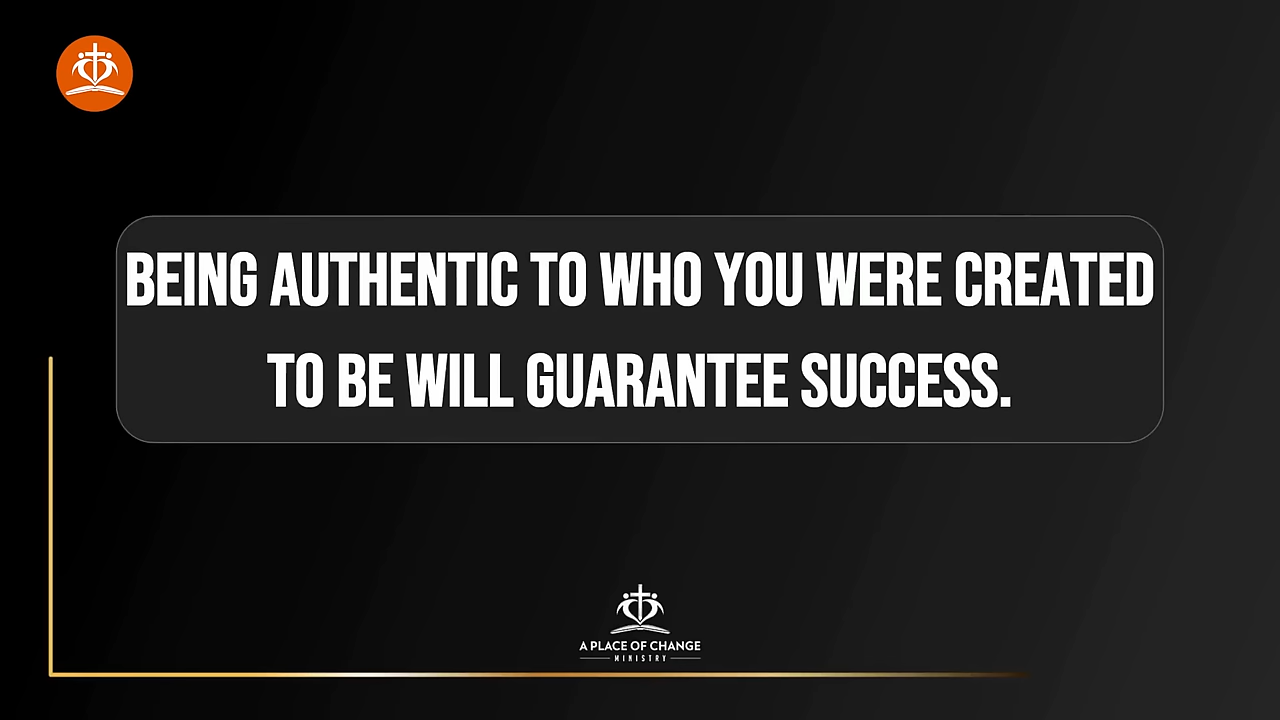 BEING AUTHENTIC TO WHO YOU WERE CREATED
TO BE WILL GUARANTEE SUCCESS.
A PLACE OF CHANGE
MINISTRY